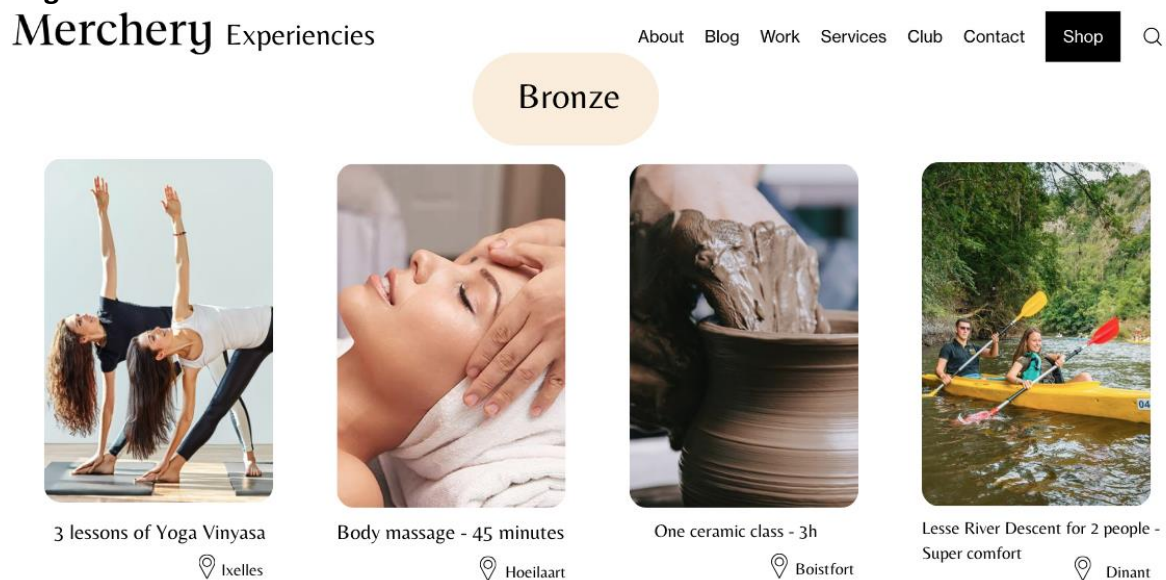 Merchery Experiencies
About Blog Work Services Club Contact Shop
Bronze
3 lessons of Yoga Vinyasa
Ixelles
Body massage - 45 minutes
Hoeilaart
One ceramic class - 3h
Boistfort
Lesse River Descent for 2 people -
Super comfort
Dinant
04